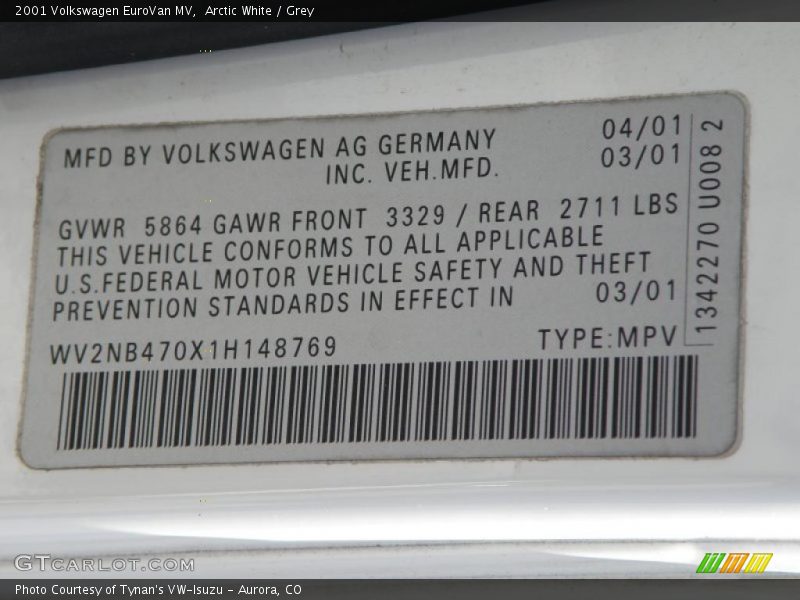 2001 Volkswagen EuroVan MV, Arctic White / Grey
MFD BY VOLKSWAGEN AG GERMANY 04/01
INC. VEH.MFD. 03/01
GVWR 5864 GAWR FRONT 3329 / REAR 2711 LBS
THIS VEHICLE CONFORMS TO ALL APPLICABLE
U.S.FEDERAL MOTOR VEHICLE SAFETY AND THEFT
PREVENTION STANDARDS IN EFFECT IN 03/01
WV2NB470X1H148769 TYPE:MPV
1342270 U0082
GTCARLOT.COM
Photo Courtesy of Tynan's VW-Isuzu - Aurora, CO